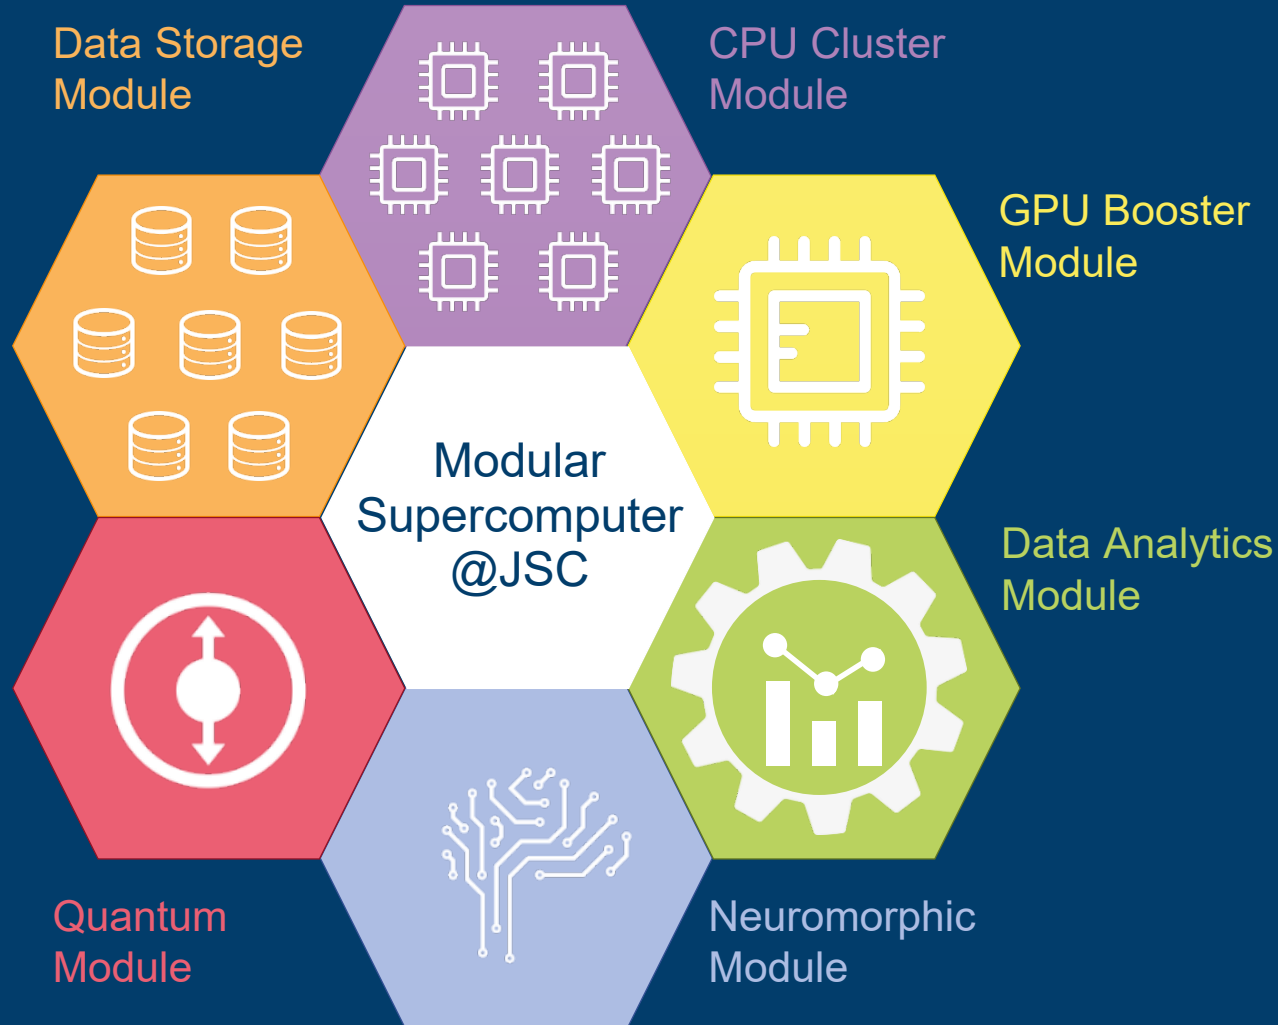 Data Storage
Module
CPU Cluster
Module
GPU Booster
Module
Modular
Supercomputer
@JSC
Data Analytics
Module
Quantum
Module
Neuromorphic
Module